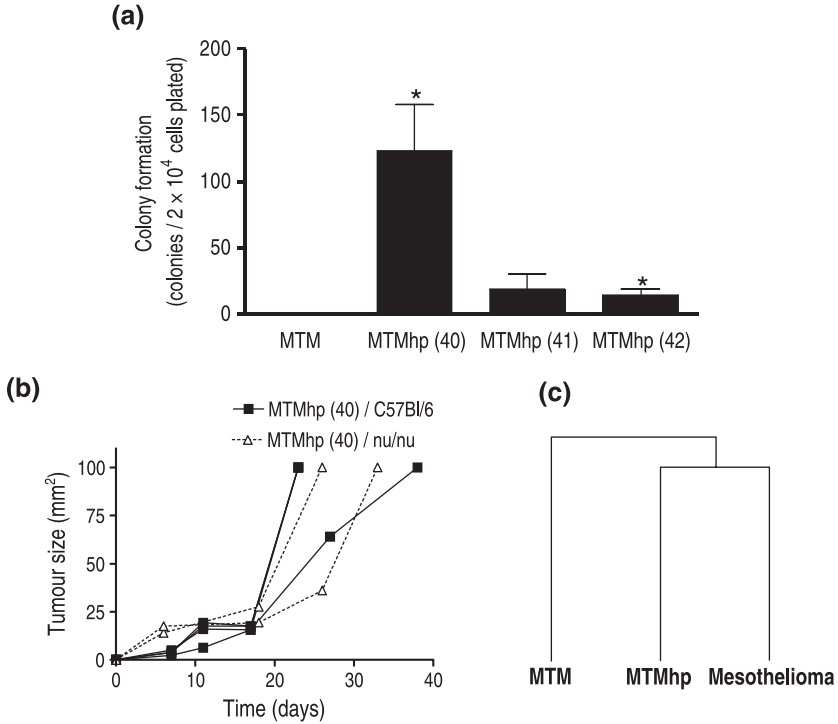 (a)
200
150
100
50
0
Colony formation
(colonies / 2 × 10⁴ cells plated)
*
*
MTM MTMhp (40) MTMhp (41) MTMhp (42)
(b)
MTMhp (40) / C57Bl/6
MTMhp (40) / nu/nu
100
75
50
25
0
Tumour size (mm²)
0 10 20 30 40
Time (days)
(c)
MTM MTMhp Mesothelioma